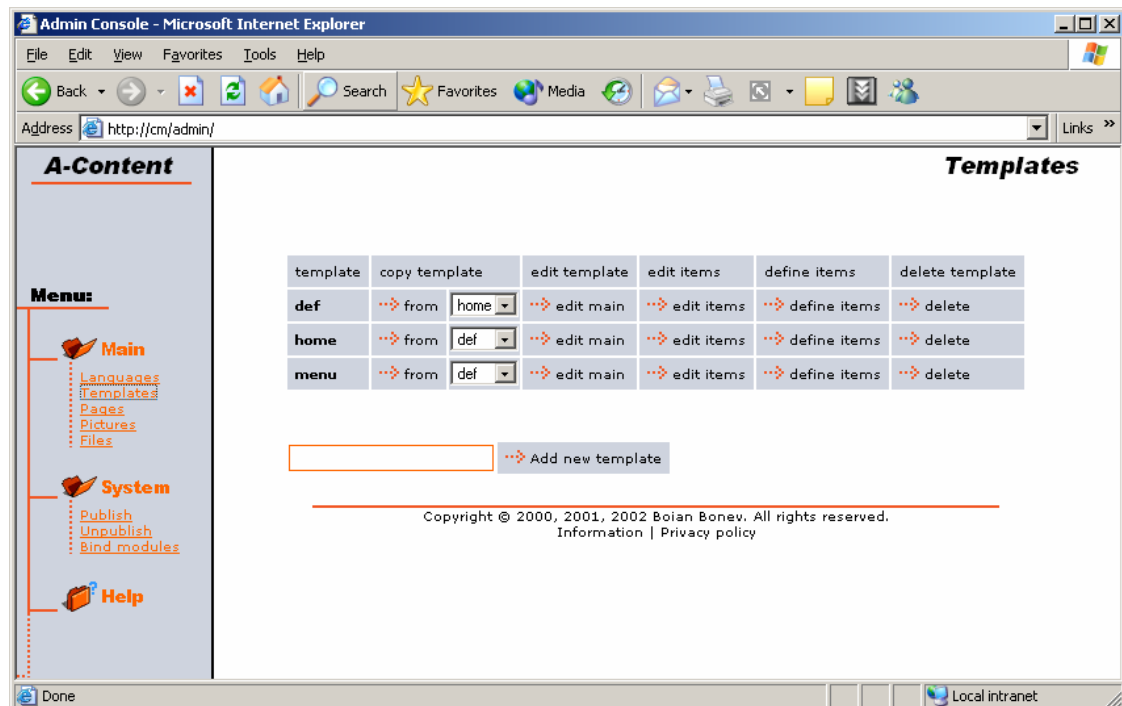 Admin Console - Microsoft Internet Explorer
File Edit View Favorites Tools Help
Back Search Favorites Media
Address http://cm/admin/ Links »
A-Content
Templates
template copy template edit template edit items define items delete template
def from home edit main edit items define items delete
home from def edit main edit items define items delete
menu from def edit main edit items define items delete
Add new template
Copyright © 2000, 2001, 2002 Boian Bonev. All rights reserved.
Information | Privacy policy
Menu:
Main
Languages
Templates
Pages
Pictures
Files
System
Publish
Unpublish
Bind modules
Help
Done Local intranet